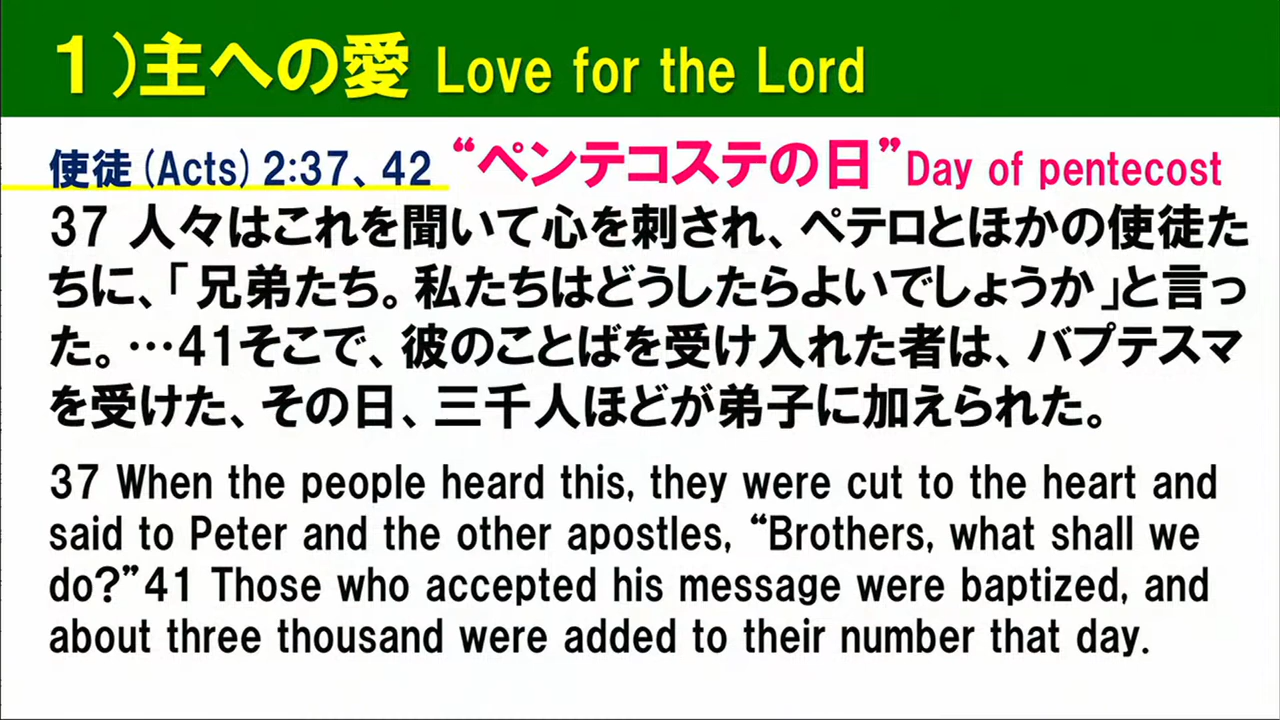 １）主への愛 Love for the Lord
使徒（Acts）2:37、42 “ペンテコステの日”Day of pentecost
37 人々はこれを聞いて心を刺され、ペテロとほかの使徒た
ちに、「兄弟たち。私たちはどうしたらよいでしょうか」と言っ
た。…41そこで、彼のことばを受け入れた者は、バプテスマ
を受けた、その日、三千人ほどが弟子に加えられた。
37 When the people heard this, they were cut to the heart and
said to Peter and the other apostles, “Brothers, what shall we
do?”41 Those who accepted his message were baptized, and
about three thousand were added to their number that day.